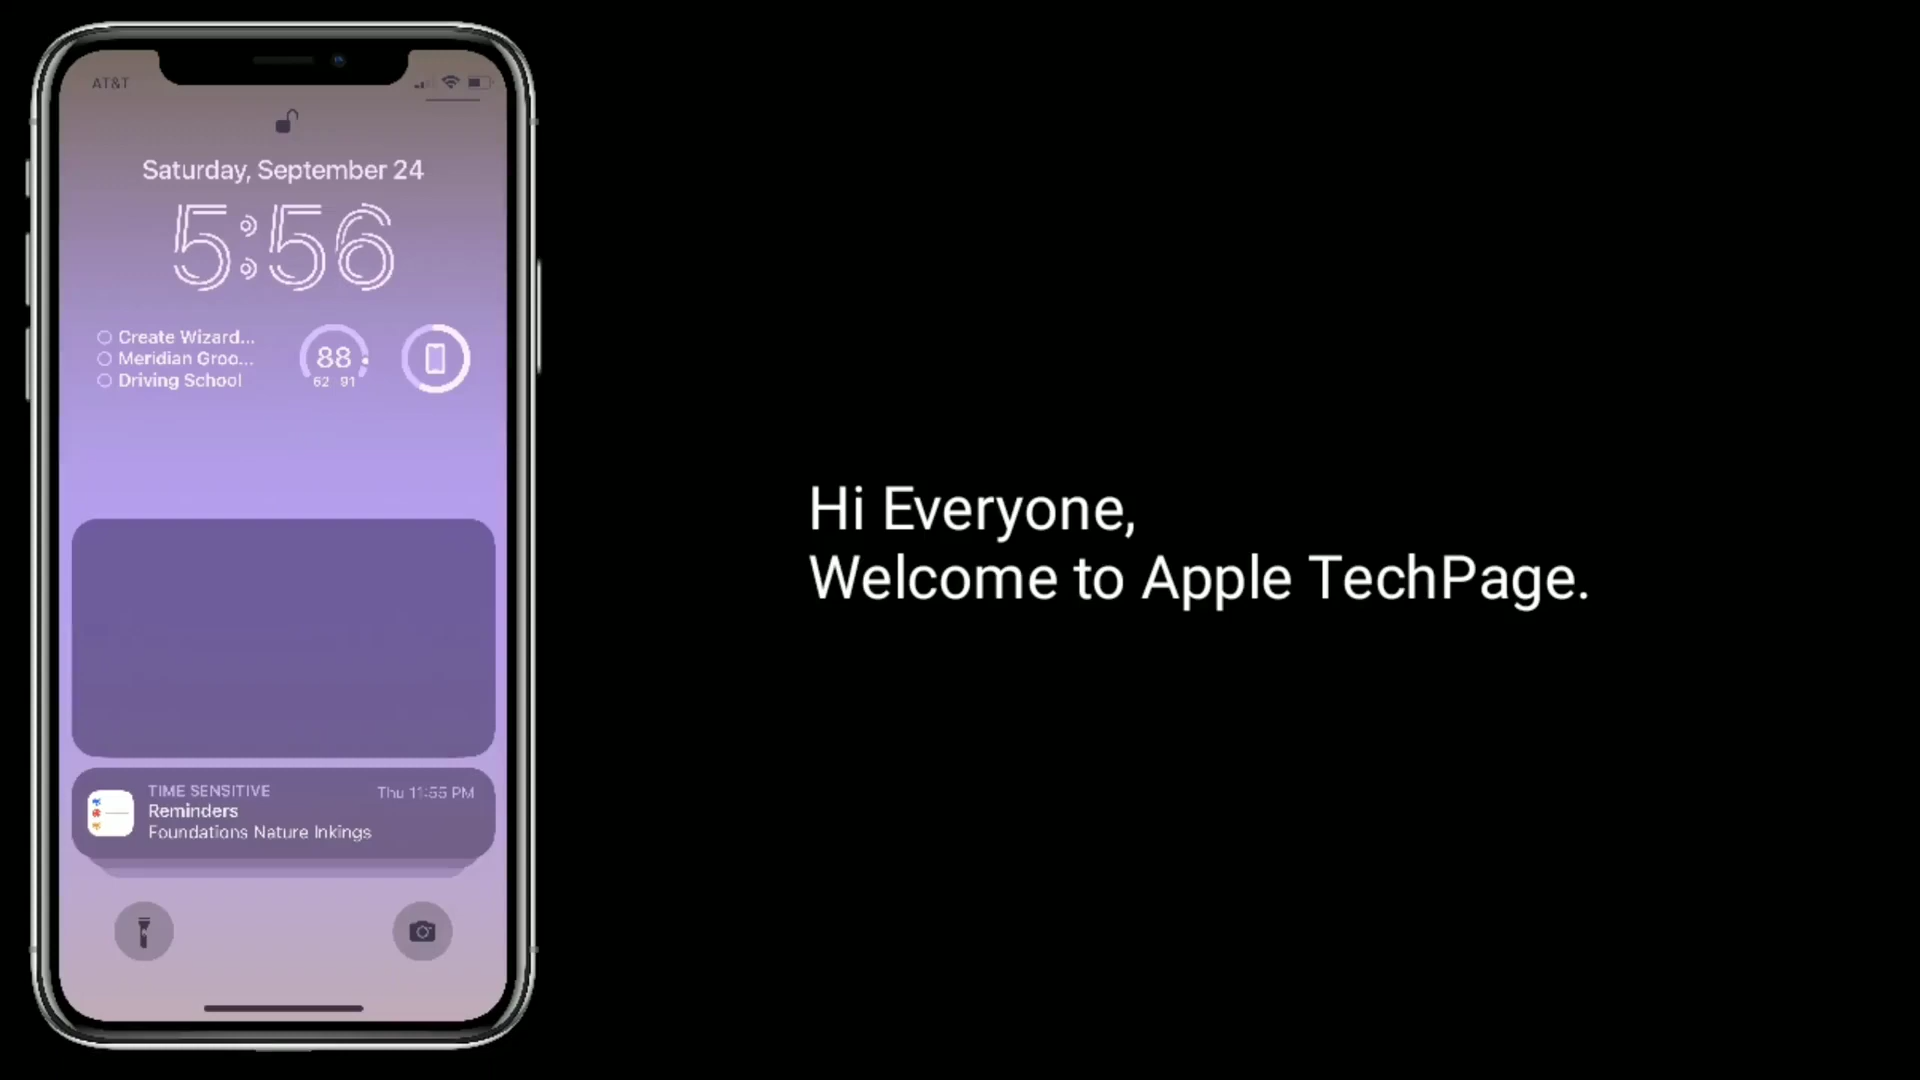 AT&T
Saturday, September 24
5:56
Create Wizard...
Meridian Groo...
Driving School
88
62 91
TIME SENSITIVE
Thu 11:55 PM
Reminders
Foundations Nature Inkings
Hi Everyone,
Welcome to Apple TechPage.